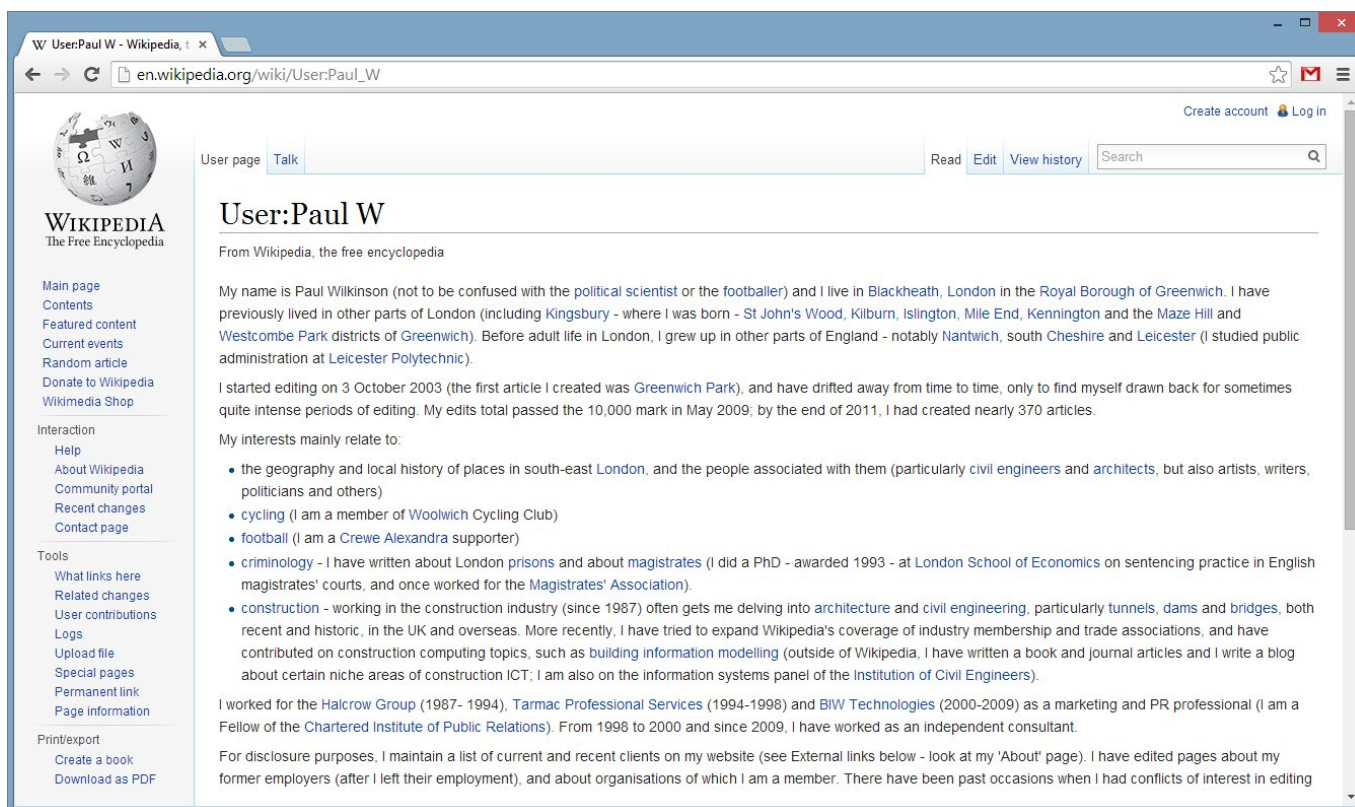 User:Paul W - Wikipedia, t
en.wikipedia.org/wiki/User:Paul_W
Create account Log in
User page Talk Read Edit View history Search
WIKIPEDIA
The Free Encyclopedia
Main page
Contents
Featured content
Current events
Random article
Donate to Wikipedia
Wikimedia Shop
Interaction
Help
About Wikipedia
Community portal
Recent changes
Contact page
Tools
What links here
Related changes
User contributions
Logs
Upload file
Special pages
Permanent link
Page information
Print/export
Create a book
Download as PDF
User:Paul W
From Wikipedia, the free encyclopedia
My name is Paul Wilkinson (not to be confused with the political scientist or the footballer) and I live in Blackheath, London in the Royal Borough of Greenwich. I have
previously lived in other parts of London (including Kingsbury - where I was born - St John's Wood, Kilburn, Islington, Mile End, Kennington and the Maze Hill and
Westcombe Park districts of Greenwich). Before adult life in London, I grew up in other parts of England - notably Nantwich, south Cheshire and Leicester (I studied public
administration at Leicester Polytechnic).
I started editing on 3 October 2003 (the first article I created was Greenwich Park), and have drifted away from time to time, only to find myself drawn back for sometimes
quite intense periods of editing. My edits total passed the 10,000 mark in May 2009; by the end of 2011, I had created nearly 370 articles.
My interests mainly relate to:
• the geography and local history of places in south-east London, and the people associated with them (particularly civil engineers and architects, but also artists, writers,
politicians and others)
• cycling (I am a member of Woolwich Cycling Club)
• football (I am a Crewe Alexandra supporter)
• criminology - I have written about London prisons and about magistrates (I did a PhD - awarded 1993 - at London School of Economics on sentencing practice in English
magistrates' courts, and once worked for the Magistrates' Association).
• construction - working in the construction industry (since 1987) often gets me delving into architecture and civil engineering, particularly tunnels, dams and bridges, both
recent and historic, in the UK and overseas. More recently, I have tried to expand Wikipedia's coverage of industry membership and trade associations, and have
contributed on construction computing topics, such as building information modelling (outside of Wikipedia, I have written a book and journal articles and I write a blog
about certain niche areas of construction ICT; I am also on the information systems panel of the Institution of Civil Engineers).
I worked for the Halcrow Group (1987- 1994), Tarmac Professional Services (1994-1998) and BIW Technologies (2000-2009) as a marketing and PR professional (I am a
Fellow of the Chartered Institute of Public Relations). From 1998 to 2000 and since 2009, I have worked as an independent consultant.
For disclosure purposes, I maintain a list of current and recent clients on my website (see External links below - look at my 'About' page). I have edited pages about my
former employers (after I left their employment), and about organisations of which I am a member. There have been past occasions when I had conflicts of interest in editing